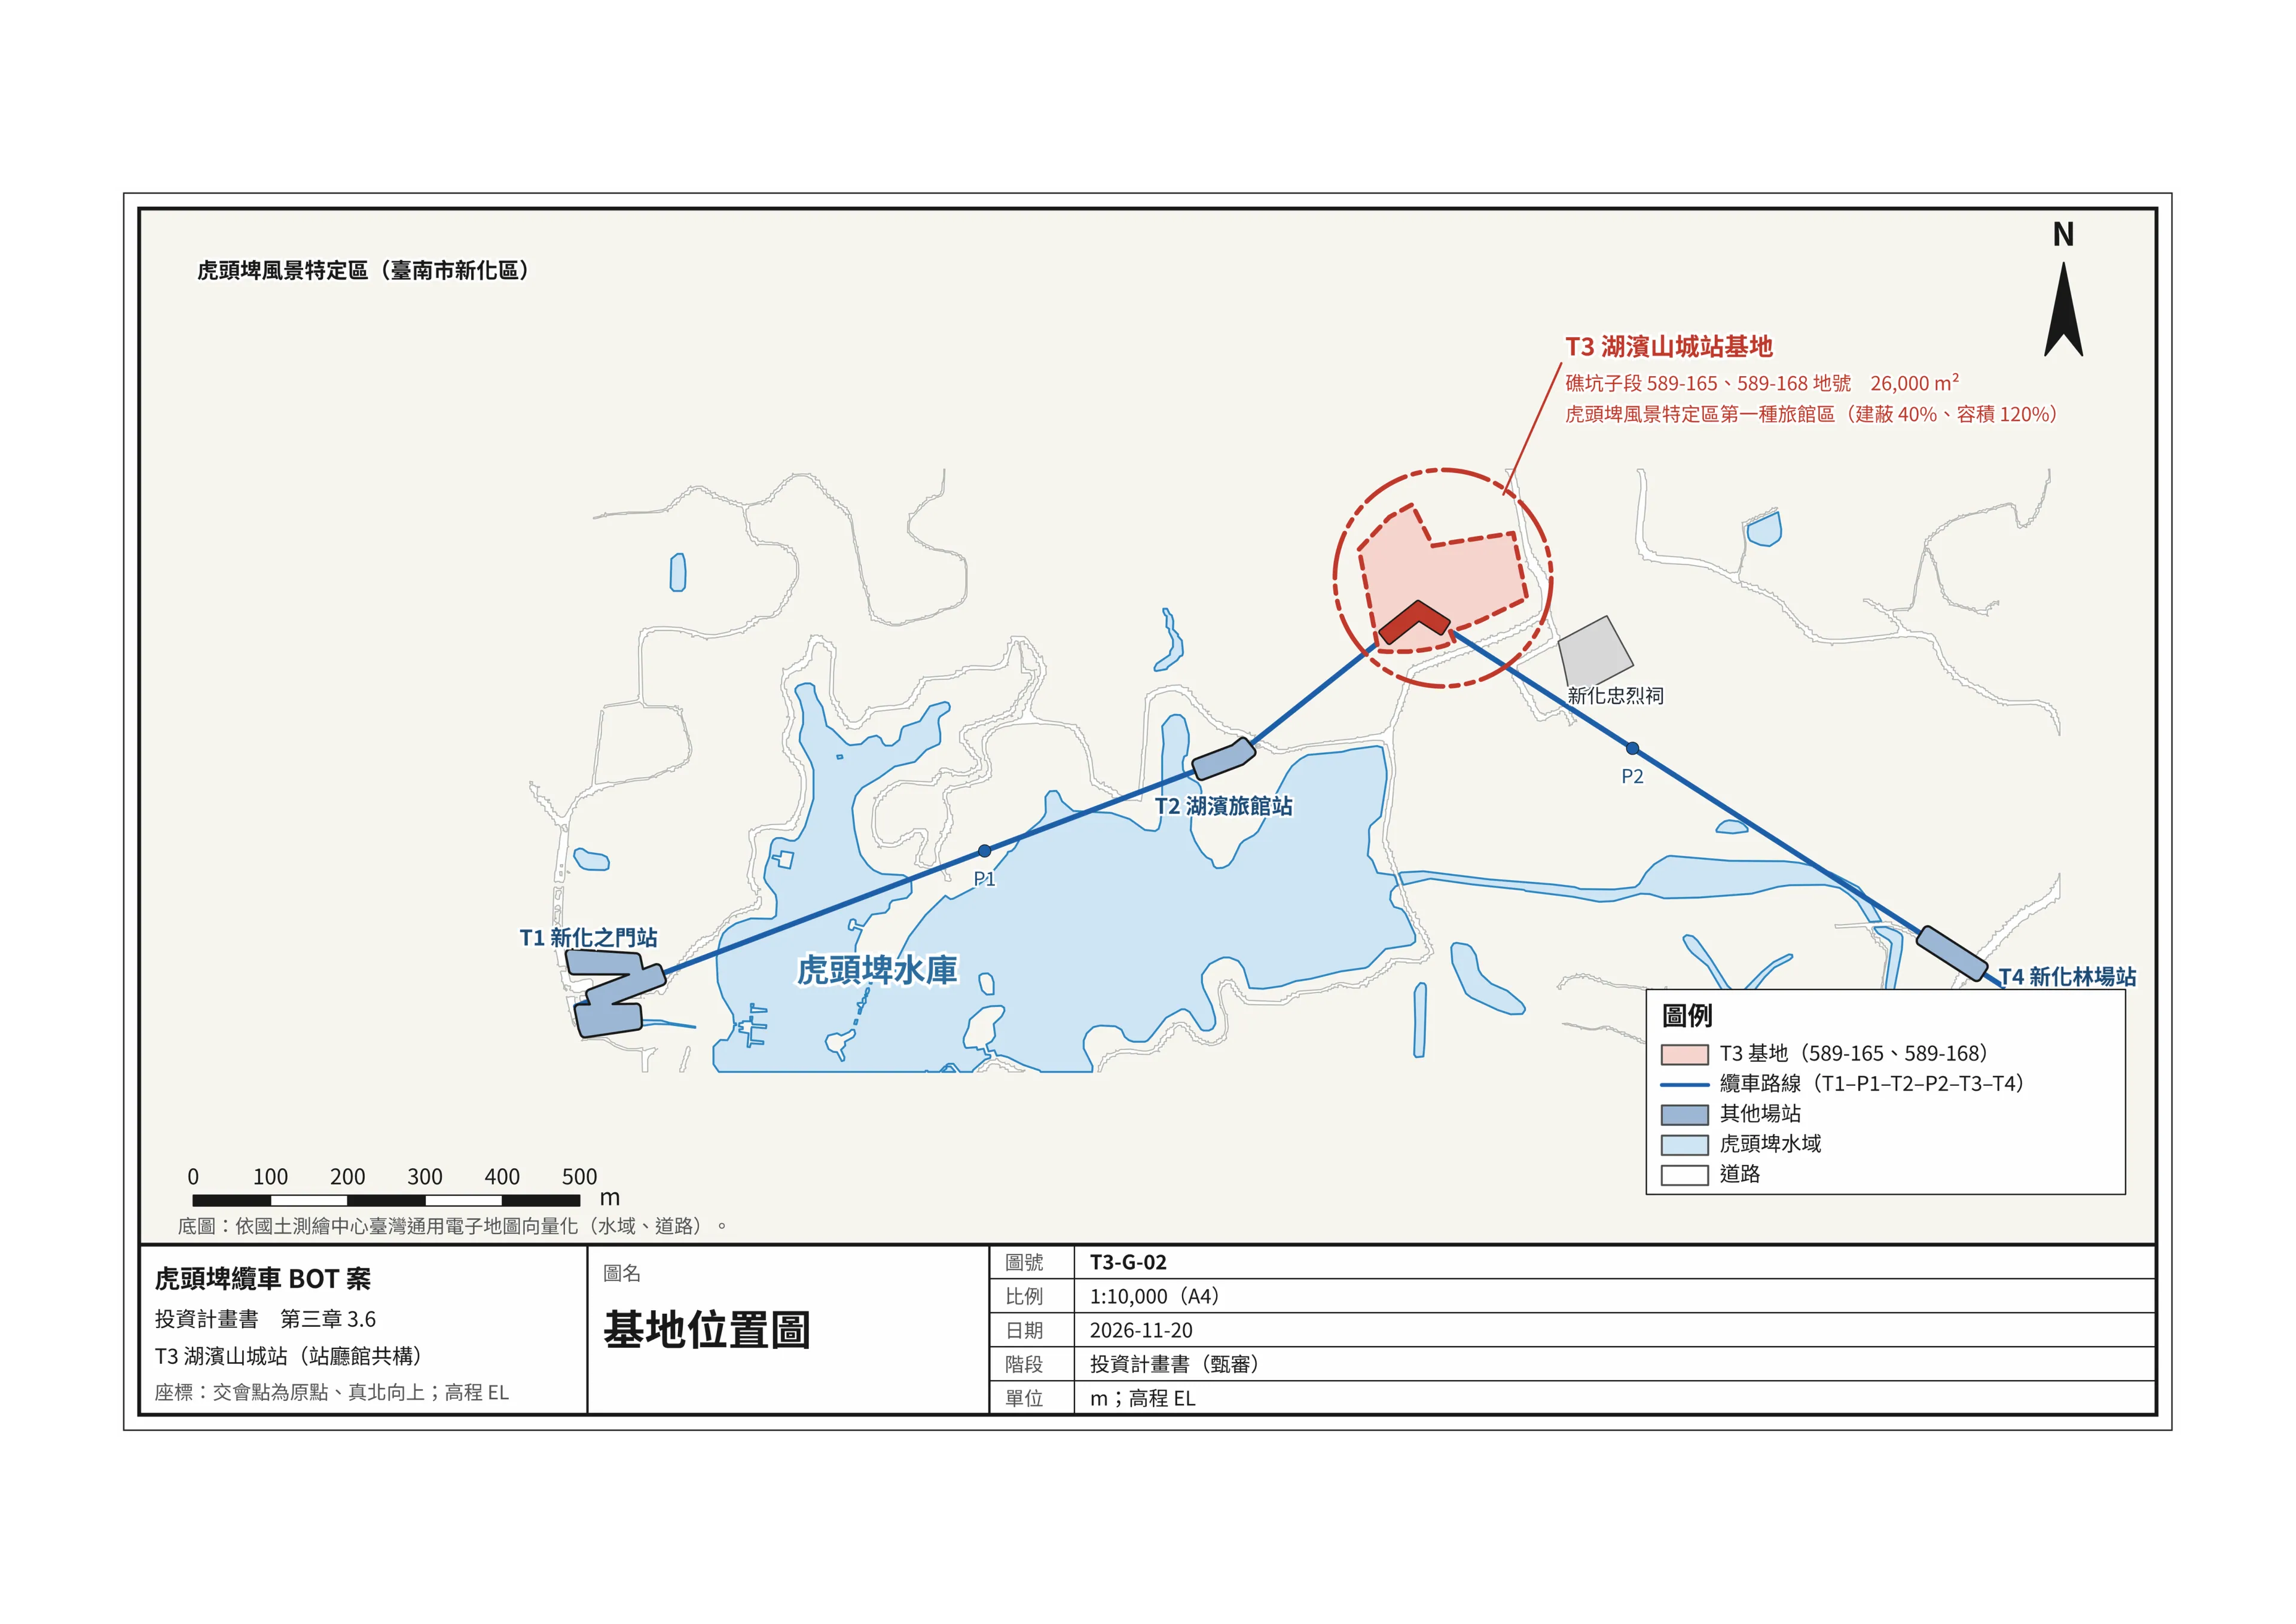 虎頭埤風景特定區（臺南市新化區）
N
T3 湖濱山城站基地
礁坑子段 589-165、589-168 地號　26,000 m²
虎頭埤風景特定區第一種旅館區（建蔽 40%、容積 120%）
新化忠烈祠
P2
T2 湖濱旅館站
P1
T1 新化之門站
虎頭埤水庫
T4 新化林場站
圖例
T3 基地（589-165、589-168）
纜車路線（T1–P1–T2–P2–T3–T4）
其他場站
虎頭埤水域
道路
0 100 200 300 400 500
m
底圖：依國土測繪中心臺灣通用電子地圖向量化（水域、道路）。
虎頭埤纜車 BOT 案
投資計畫書　第三章 3.6
T3 湖濱山城站（站廳館共構）
座標：交會點為原點、真北向上；高程 EL
圖名
基地位置圖
圖號 T3-G-02
比例 1:10,000（A4）
日期 2026-11-20
階段 投資計畫書（甄審）
單位 m；高程 EL